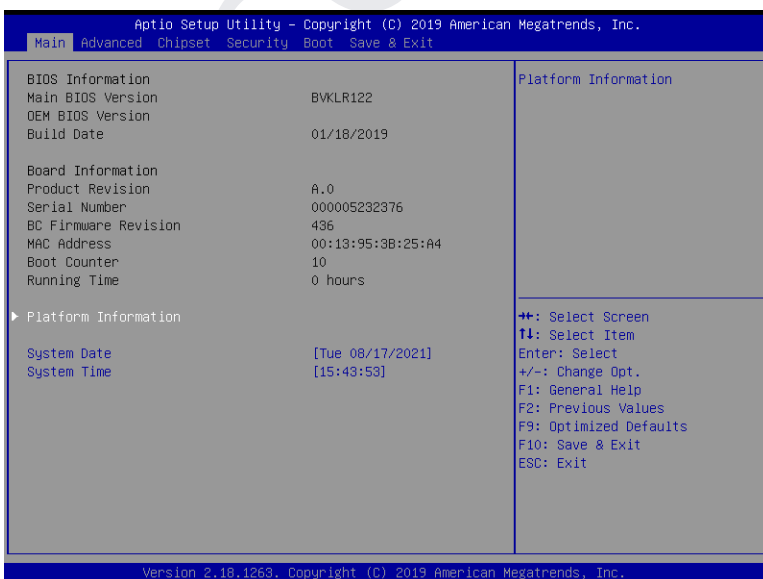 Aptio Setup Utility – Copyright (C) 2019 American Megatrends, Inc.
Main Advanced Chipset Security Boot Save & Exit
BIOS Information
Main BIOS Version BVKLR122
OEM BIOS Version
Build Date 01/18/2019
Board Information
Product Revision A.0
Serial Number 000005232376
BC Firmware Revision 436
MAC Address 00:13:95:3B:25:A4
Boot Counter 10
Running Time 0 hours
▶ Platform Information
System Date [Tue 08/17/2021]
System Time [15:43:53]
Platform Information
→←: Select Screen
↑↓: Select Item
Enter: Select
+/-: Change Opt.
F1: General Help
F2: Previous Values
F9: Optimized Defaults
F10: Save & Exit
ESC: Exit
Version 2.18.1263. Copyright (C) 2019 American Megatrends, Inc.